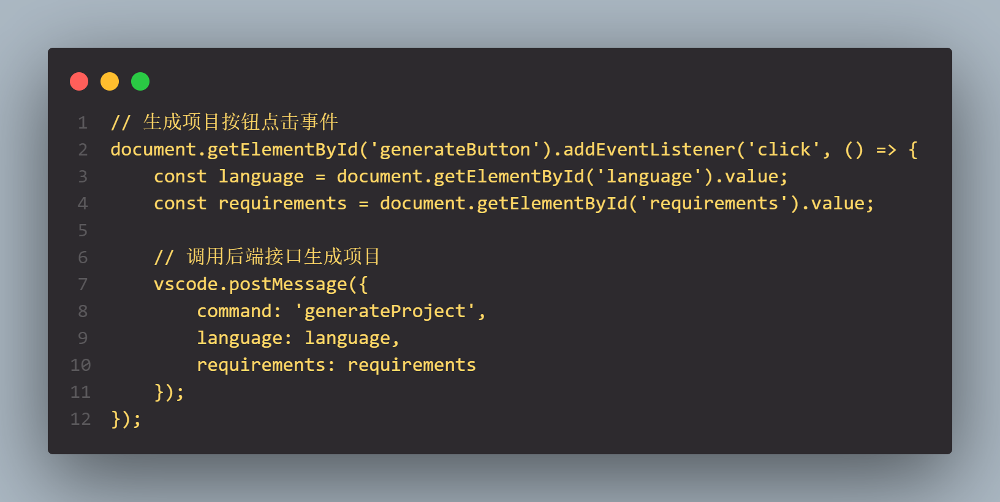 1 // 生成项目按钮点击事件
2 document.getElementById('generateButton').addEventListener('click', () => {
3     const language = document.getElementById('language').value;
4     const requirements = document.getElementById('requirements').value;
5
6     // 调用后端接口生成项目
7     vscode.postMessage({
8         command: 'generateProject',
9         language: language,
10         requirements: requirements
11     });
12 });